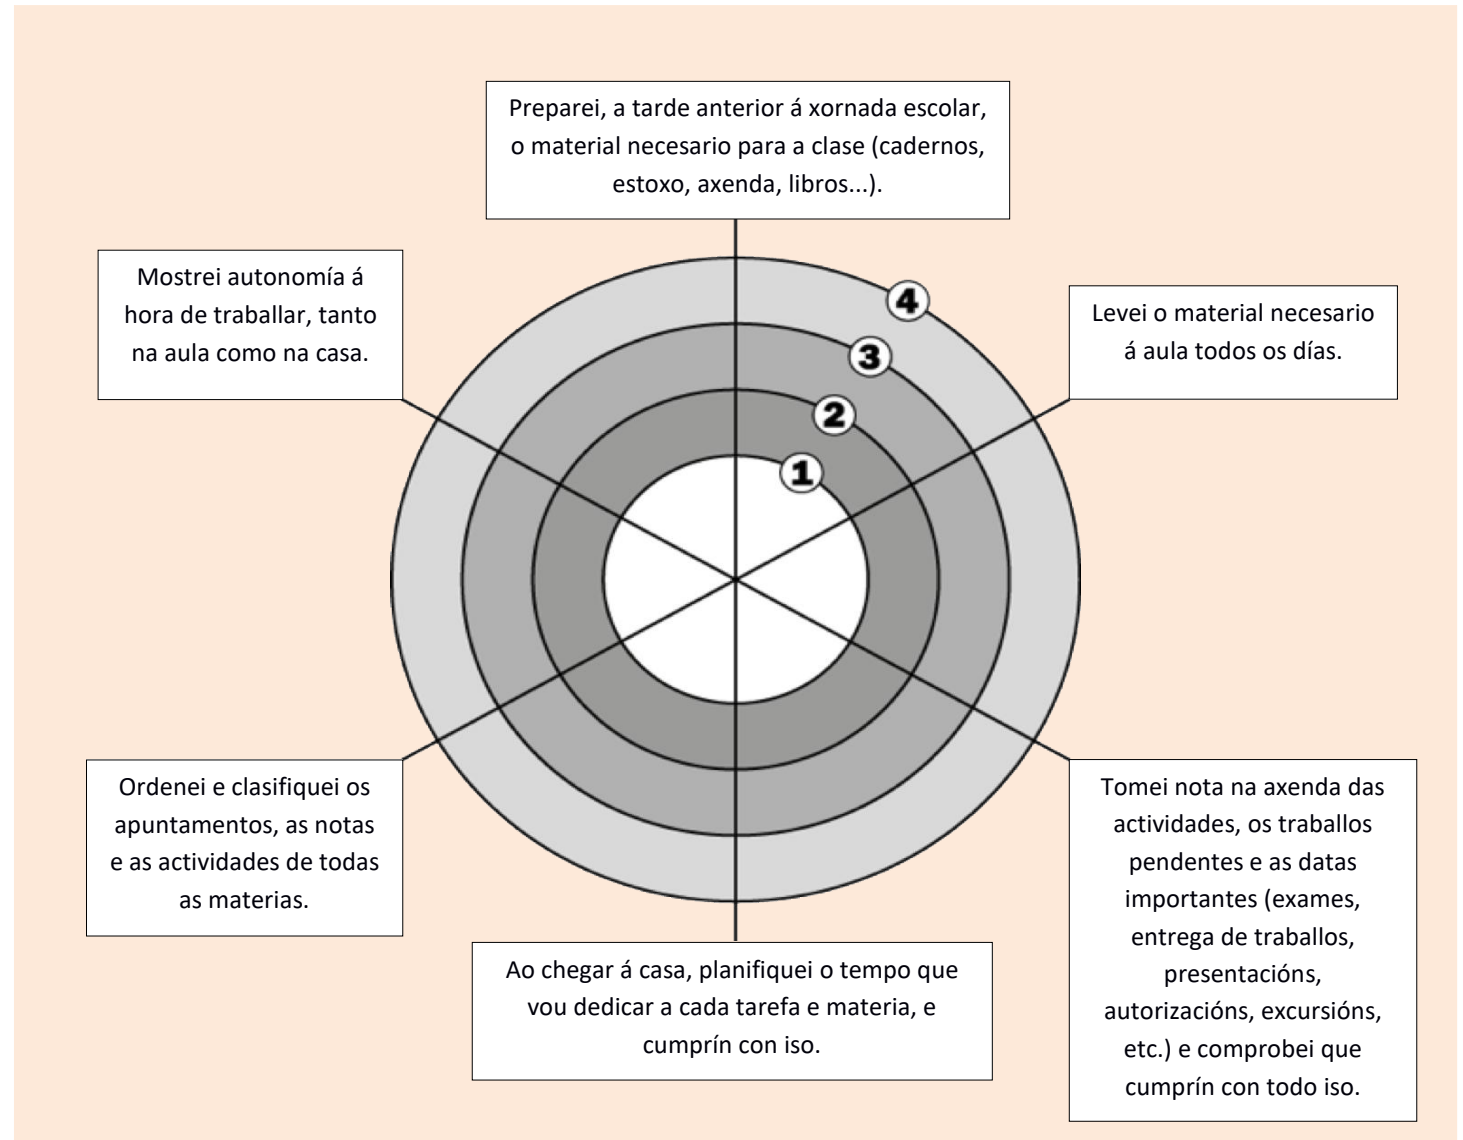 Preparei, a tarde anterior á xornada escolar,
o material necesario para a clase (cadernos,
estoxo, axenda, libros...).
Mostrei autonomía á
hora de traballar, tanto
na aula como na casa.
4
3
2
1
Levei o material necesario
á aula todos os días.
Ordenei e clasifiquei os
apuntamentos, as notas
e as actividades de todas
as materias.
Ao chegar á casa, planifiquei o tempo que
vou dedicar a cada tarefa e materia, e
cumprín con iso.
Tomei nota na axenda das
actividades, os traballos
pendentes e as datas
importantes (exames,
entrega de traballos,
presentacións,
autorizacións, excursións,
etc.) e comprobei que
cumprín con todo iso.